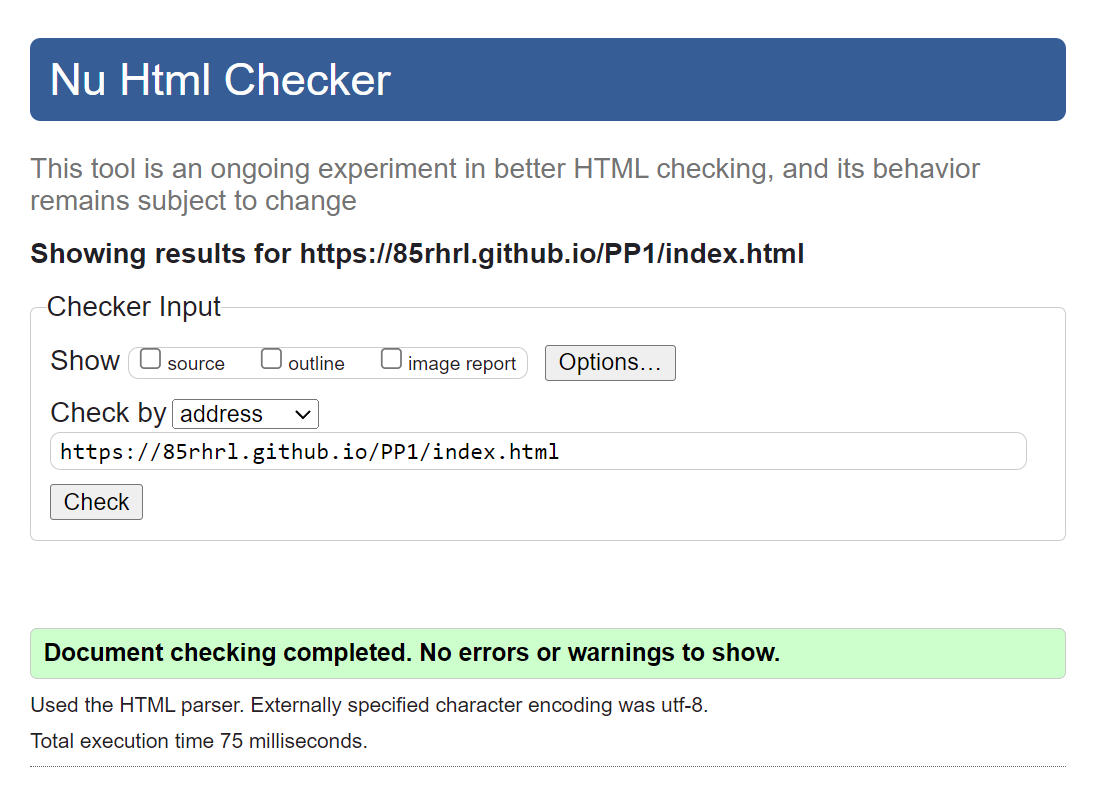 Nu Html Checker
This tool is an ongoing experiment in better HTML checking, and its behavior
remains subject to change
Showing results for https://85rhrl.github.io/PP1/index.html
Checker Input
Show source outline image report Options...
Check by address
https://85rhrl.github.io/PP1/index.html
Check
Document checking completed. No errors or warnings to show.
Used the HTML parser. Externally specified character encoding was utf-8.
Total execution time 75 milliseconds.